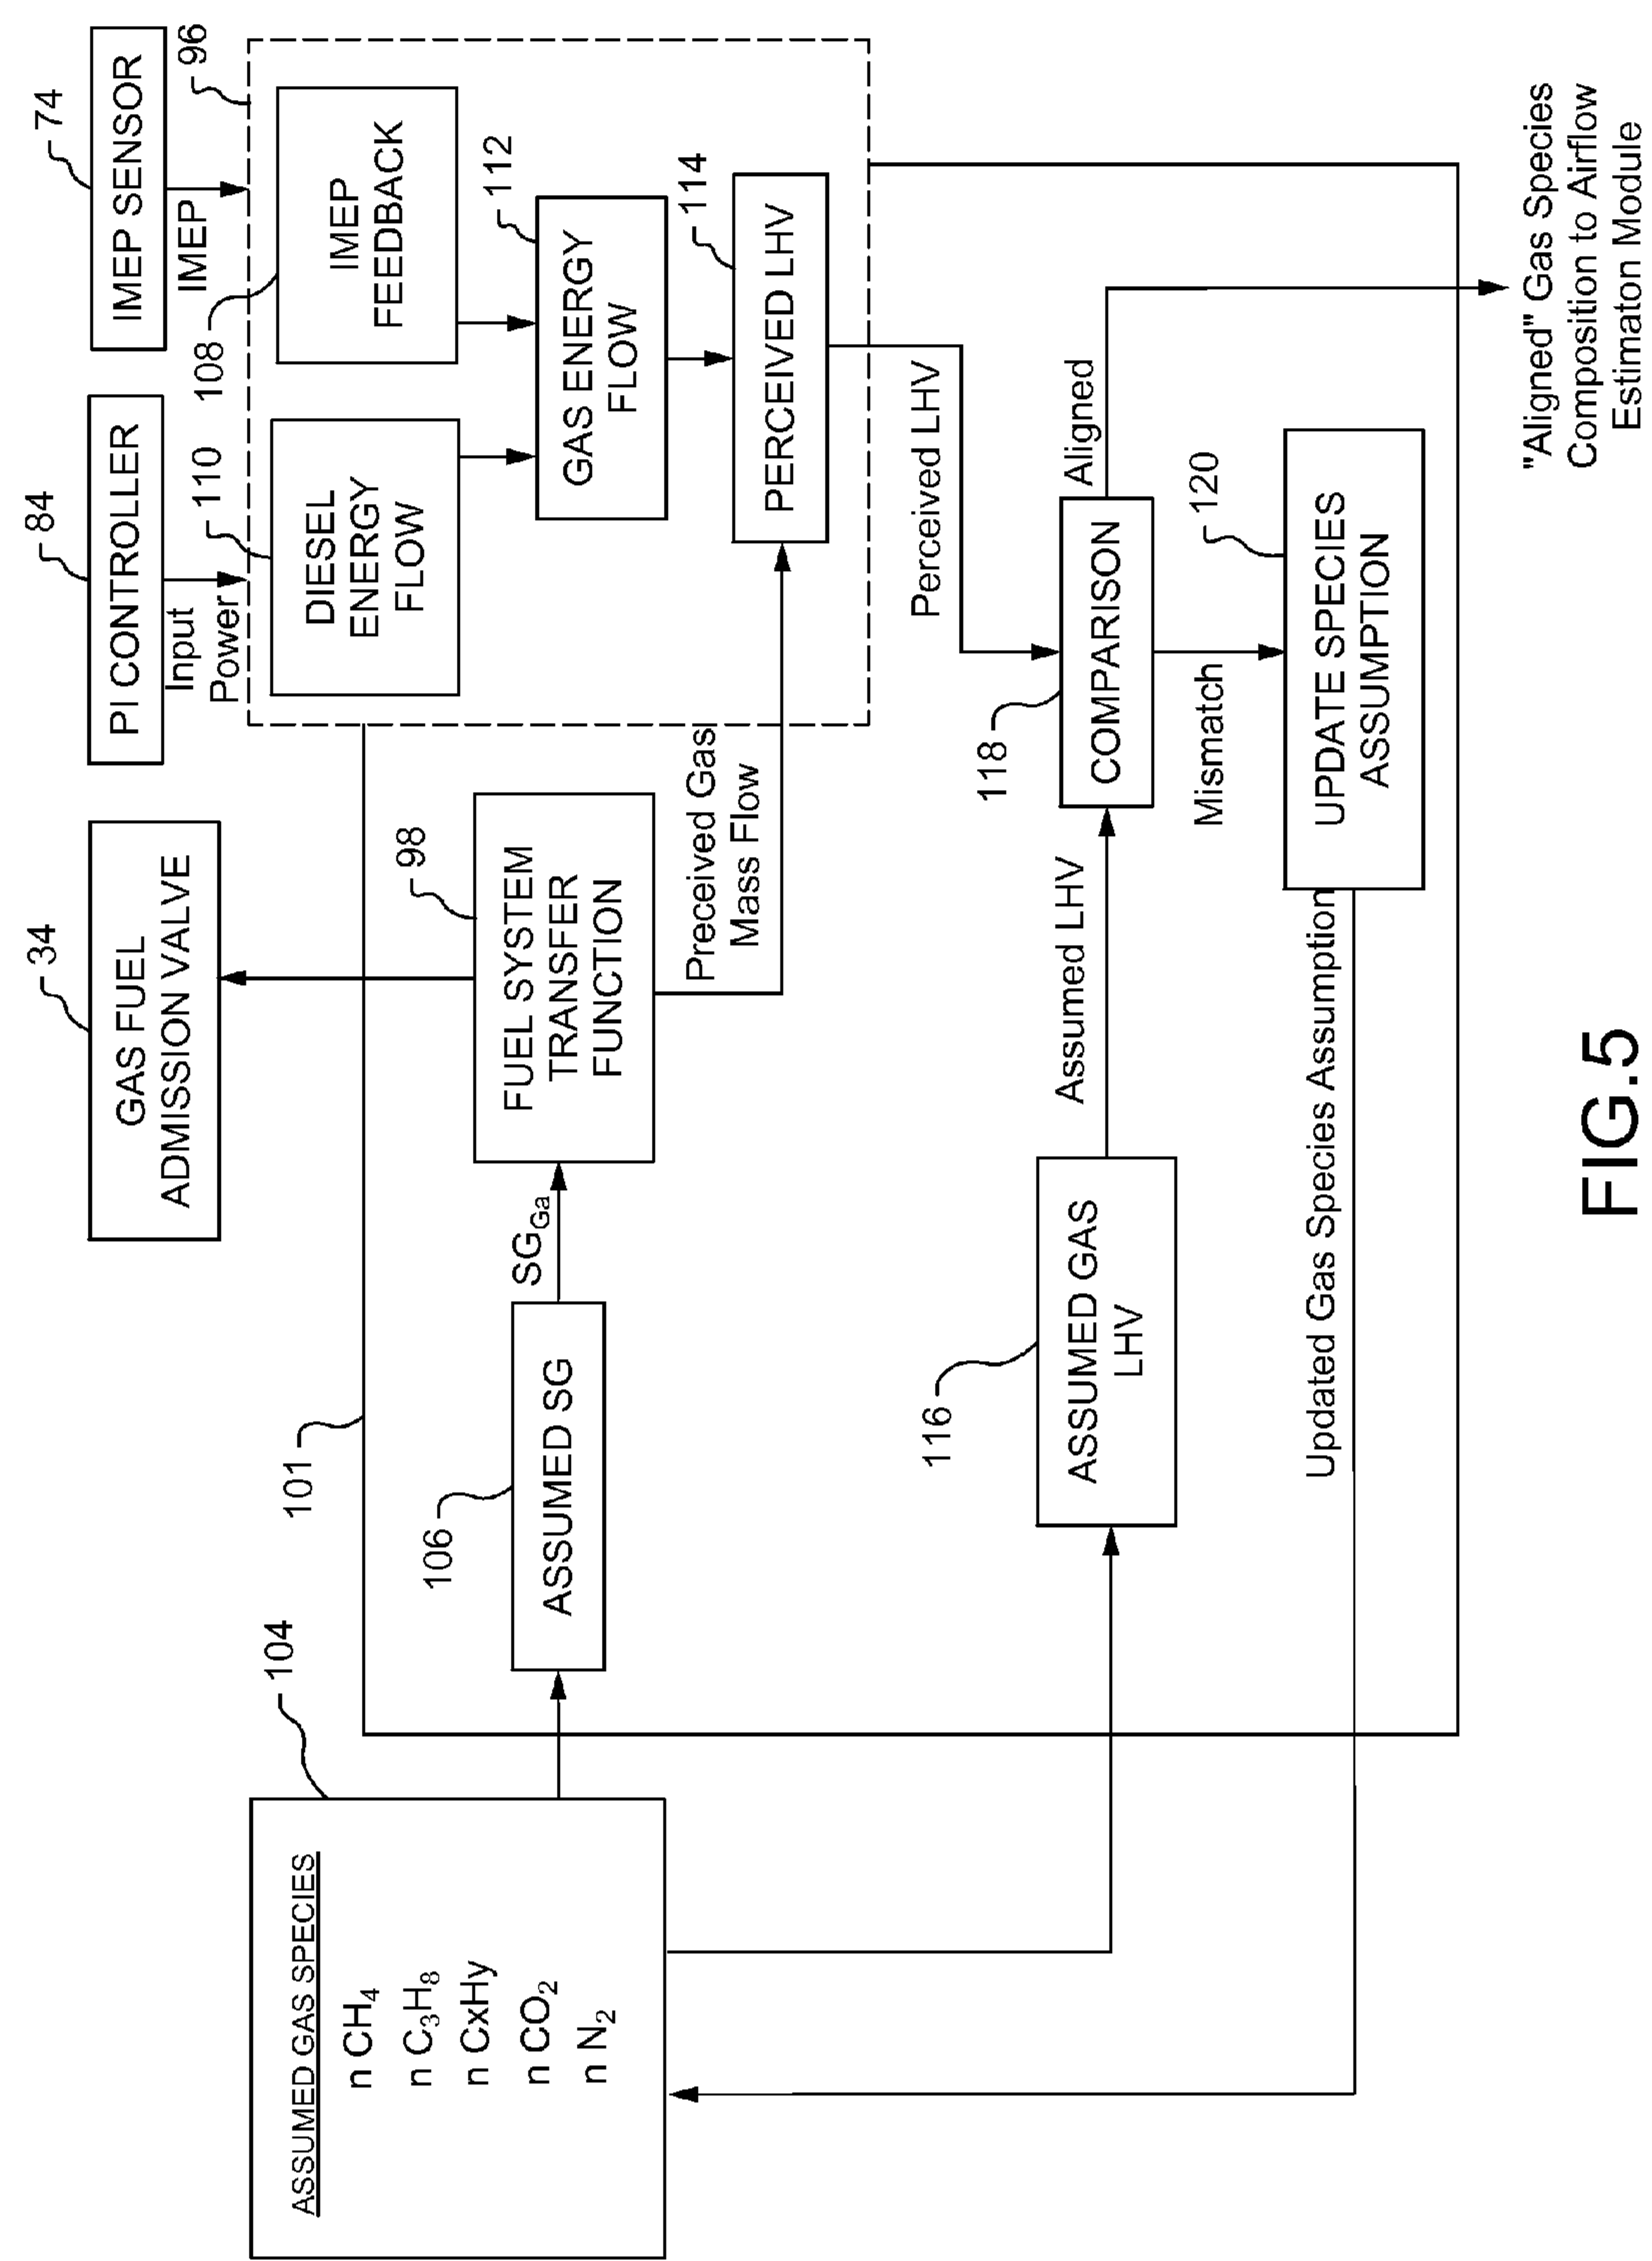 34
GAS FUEL
ADMISSION VALVE
84
PI CONTROLLER
74
IMEP SENSOR
Input
Power
IMEP
96
104
ASSUMED GAS SPECIES
n CH₄
n C₃H₈
n CxHy
n CO₂
n N₂
101
106
ASSUMED SG
SG_Ga
98
FUEL SYSTEM
TRANSFER
FUNCTION
Preceived Gas
Mass Flow
110
DIESEL
ENERGY
FLOW
108
IMEP
FEEDBACK
112
GAS ENERGY
FLOW
114
PERCEIVED LHV
Perceived LHV
116
ASSUMED GAS
LHV
Assumed LHV
118
COMPARISON
Aligned
Mismatch
120
UPDATE SPECIES
ASSUMPTION
Updated Gas Species Assumption
"Aligned" Gas Species
Composition to Airflow
Estimaton Module
FIG.5